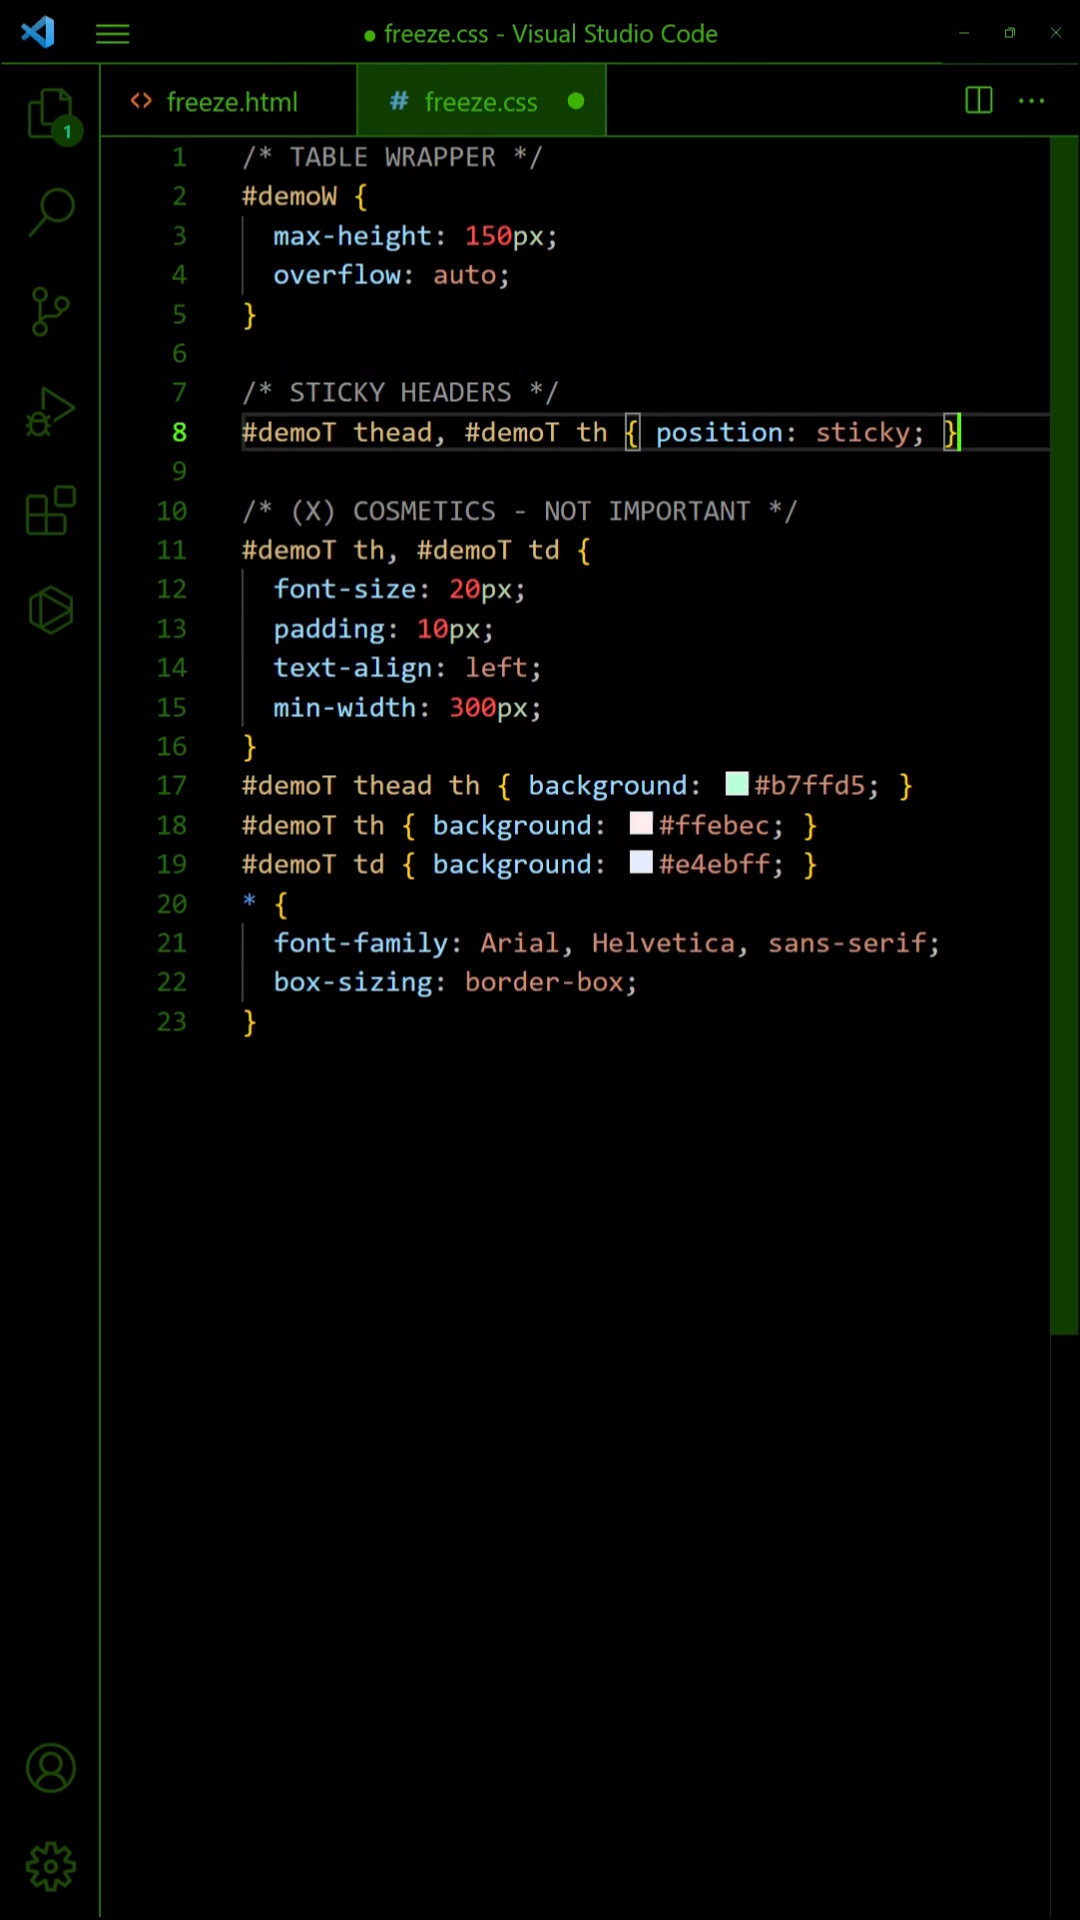 ● freeze.css - Visual Studio Code
<> freeze.html
# freeze.css ●
1
1 /* TABLE WRAPPER */
2 #demoW {
3   max-height: 150px;
4   overflow: auto;
5 }
6
7 /* STICKY HEADERS */
8 #demoT thead, #demoT th { position: sticky; }
9
10 /* (X) COSMETICS - NOT IMPORTANT */
11 #demoT th, #demoT td {
12   font-size: 20px;
13   padding: 10px;
14   text-align: left;
15   min-width: 300px;
16 }
17 #demoT thead th { background: #b7ffd5; }
18 #demoT th { background: #ffebec; }
19 #demoT td { background: #e4ebff; }
20 * {
21   font-family: Arial, Helvetica, sans-serif;
22   box-sizing: border-box;
23 }